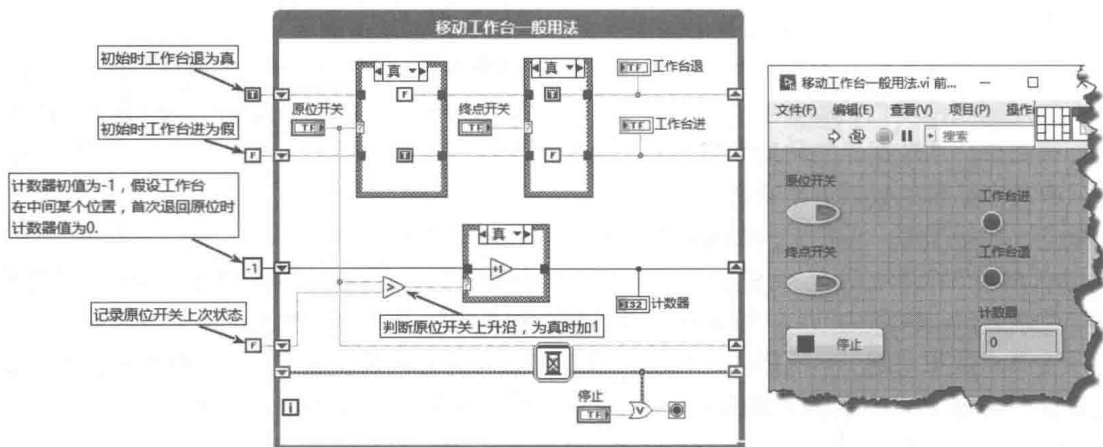 移动工作台一般用法
初始时工作台退为真
T
初始时工作台进为假
F
计数器初值为-1，假设工作台
在中间某个位置，首次退回原位时
计数器值为0.
-1
记录原位开关上次状态
F
真
F
T
原位开关
TF
终点开关
TF
真
T
F
TF
工作台退
TF
工作台进
真
+1
>
判断原位开关上升沿，为真时加1
I32
计数器
i
停止
TF
V
移动工作台一般用法.vi 前...
文件(F) 编辑(E) 查看(V) 项目(P)
搜索
原位开关
工作台进
终点开关
工作台退
计数器
停止
0